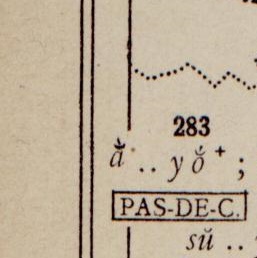 283
ằ .. y ŏ́ + ;
PAS-DE-C.
sŭ ..